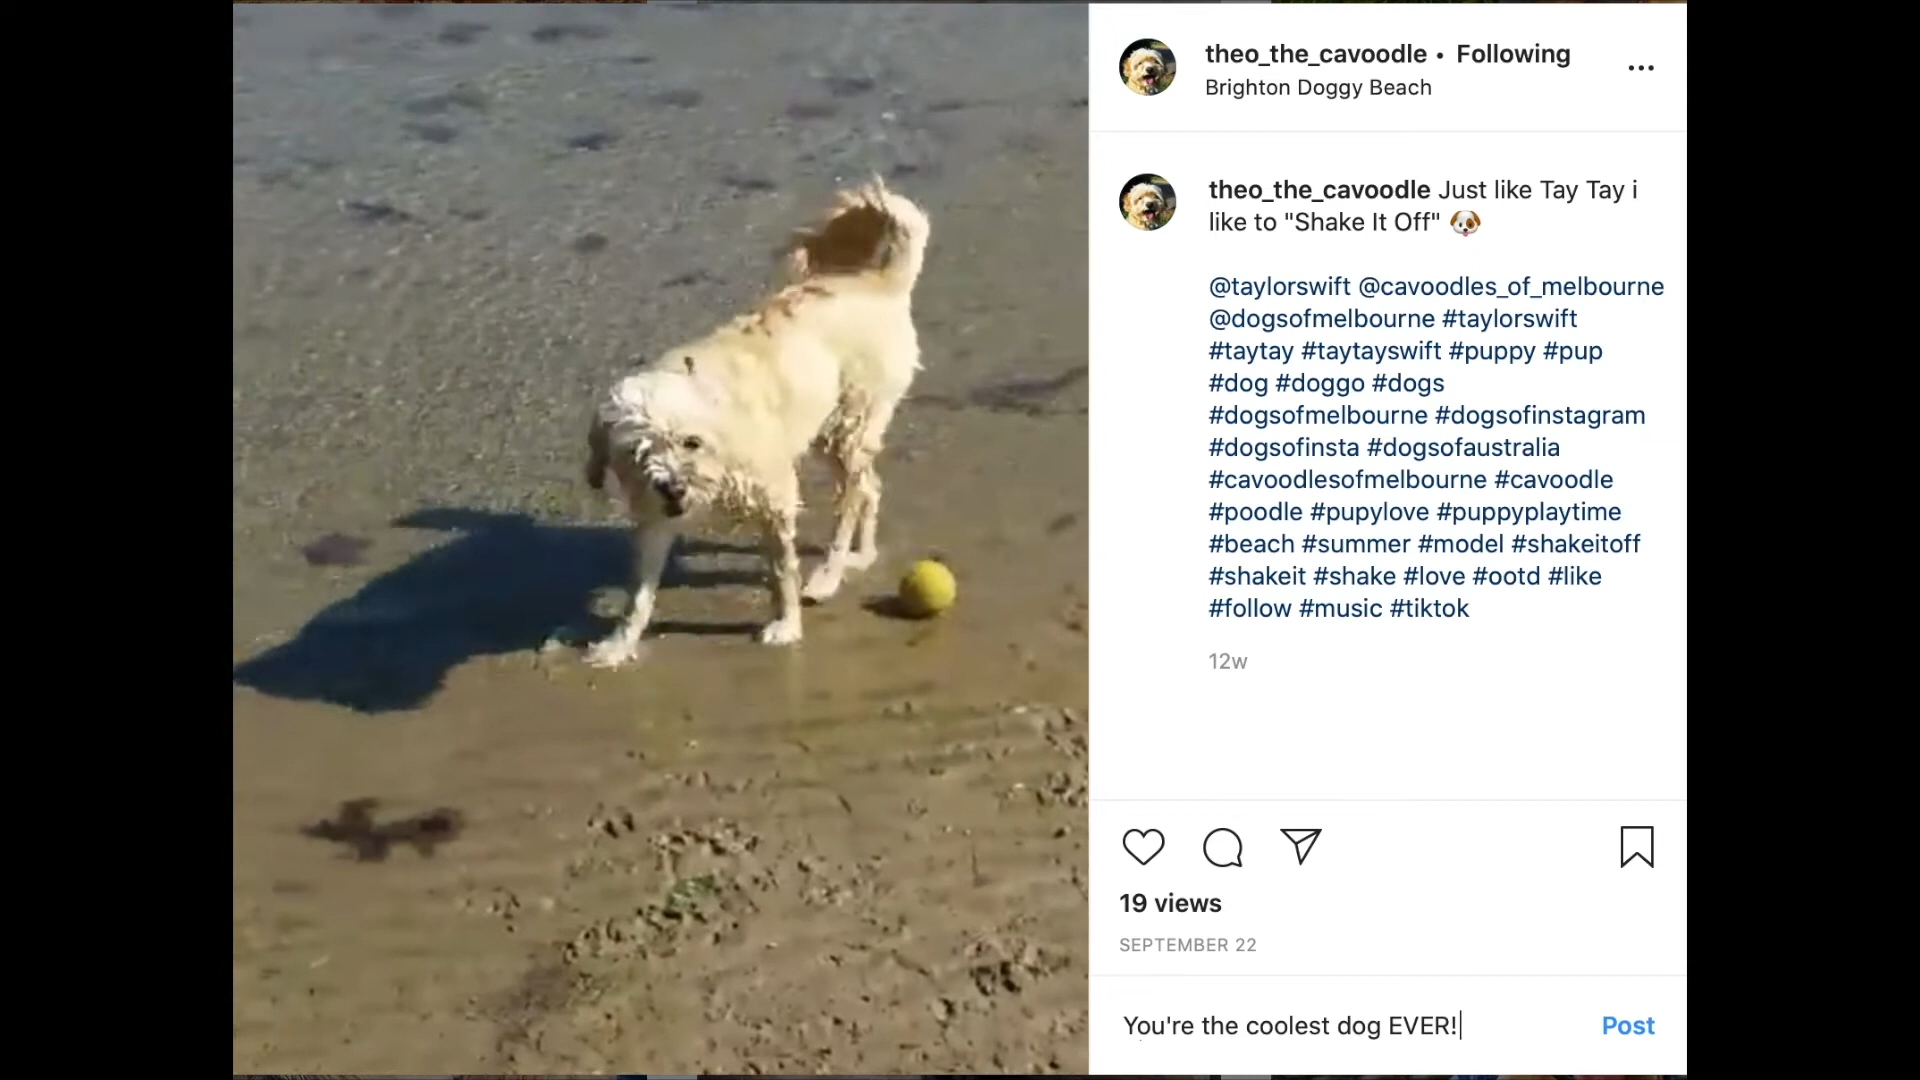 theo_the_cavoodle • Following
Brighton Doggy Beach
theo_the_cavoodle Just like Tay Tay i
like to "Shake It Off" 🐶
@taylorswift @cavoodles_of_melbourne
@dogsofmelbourne #taylorswift
#taytay #taytayswift #puppy #pup
#dog #doggo #dogs
#dogsofmelbourne #dogsofinstagram
#dogsofinsta #dogsofaustralia
#cavoodlesofmelbourne #cavoodle
#poodle #pupylove #puppyplaytime
#beach #summer #model #shakeitoff
#shakeit #shake #love #ootd #like
#follow #music #tiktok
12w
19 views
SEPTEMBER 22
You're the coolest dog EVER! Post